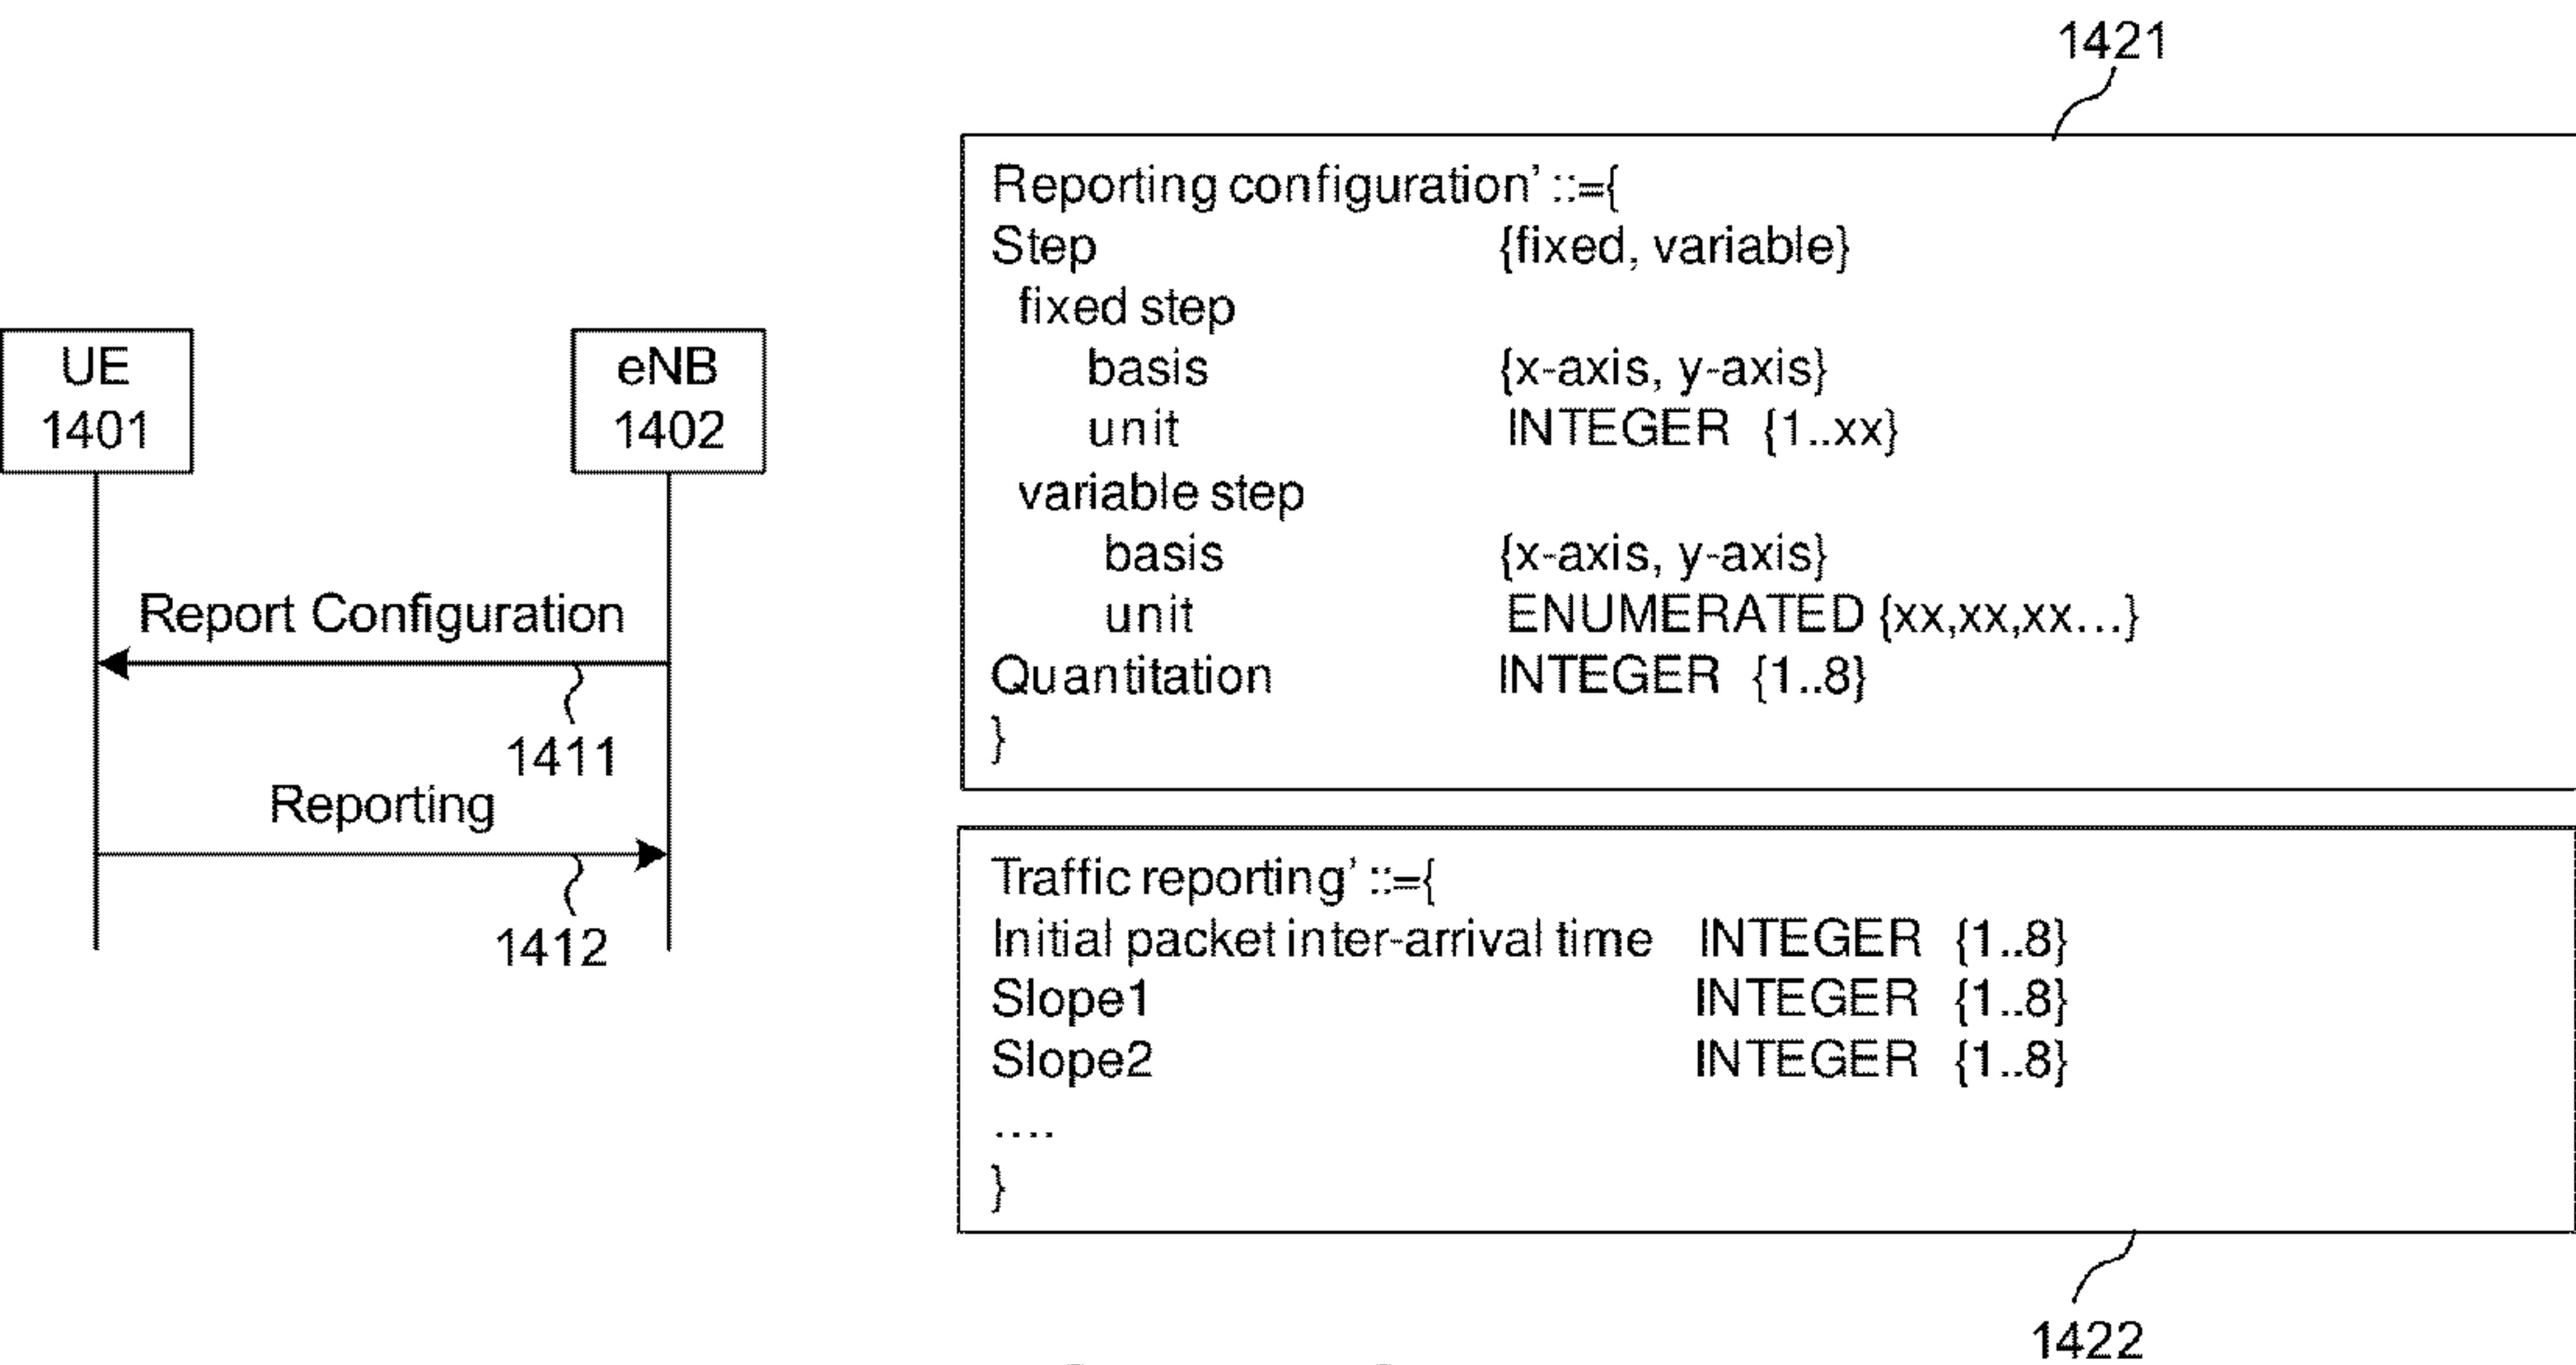 1421
Reporting configuration' ::={
Step {fixed, variable}
fixed step
basis {x-axis, y-axis}
unit INTEGER {1..xx}
variable step
basis {x-axis, y-axis}
unit ENUMERATED {xx,xx,xx...}
Quantitation INTEGER {1..8}
}
UE
1401
eNB
1402
Report Configuration
1411
Reporting
1412
Traffic reporting' ::={
Initial packet inter-arrival time INTEGER {1..8}
Slope1 INTEGER {1..8}
Slope2 INTEGER {1..8}
....
}
1422